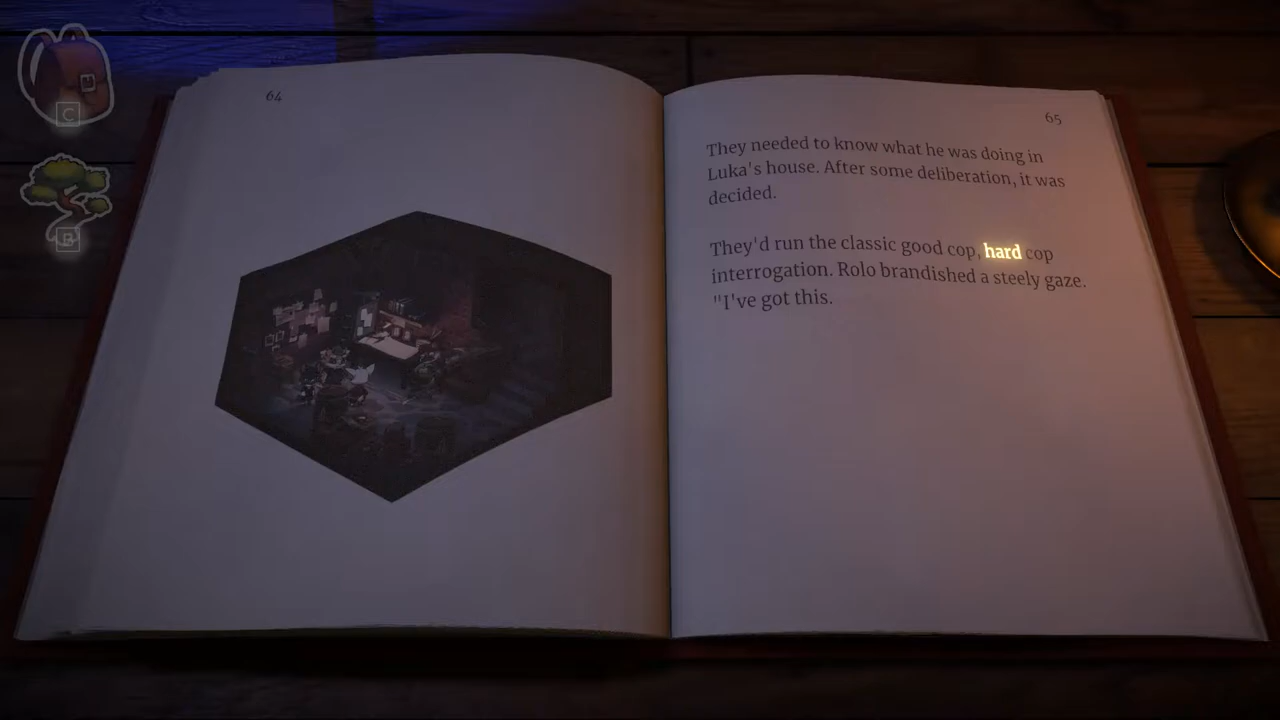 C
B
64
65
They needed to know what he was doing in
Luka's house. After some deliberation, it was
decided.
They'd run the classic good cop, hard cop
interrogation. Rolo brandished a steely gaze.
"I've got this.